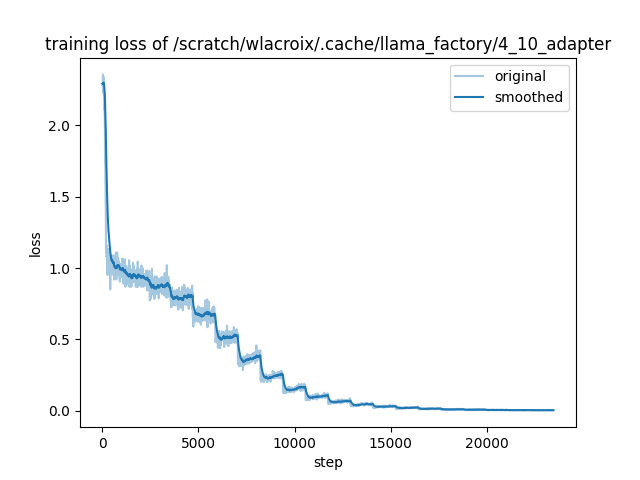 training loss of /scratch/wlacroix/.cache/llama_factory/4_10_adapter
original
smoothed
2.0
1.5
1.0
0.5
0.0
loss
0 5000 10000 15000 20000
step